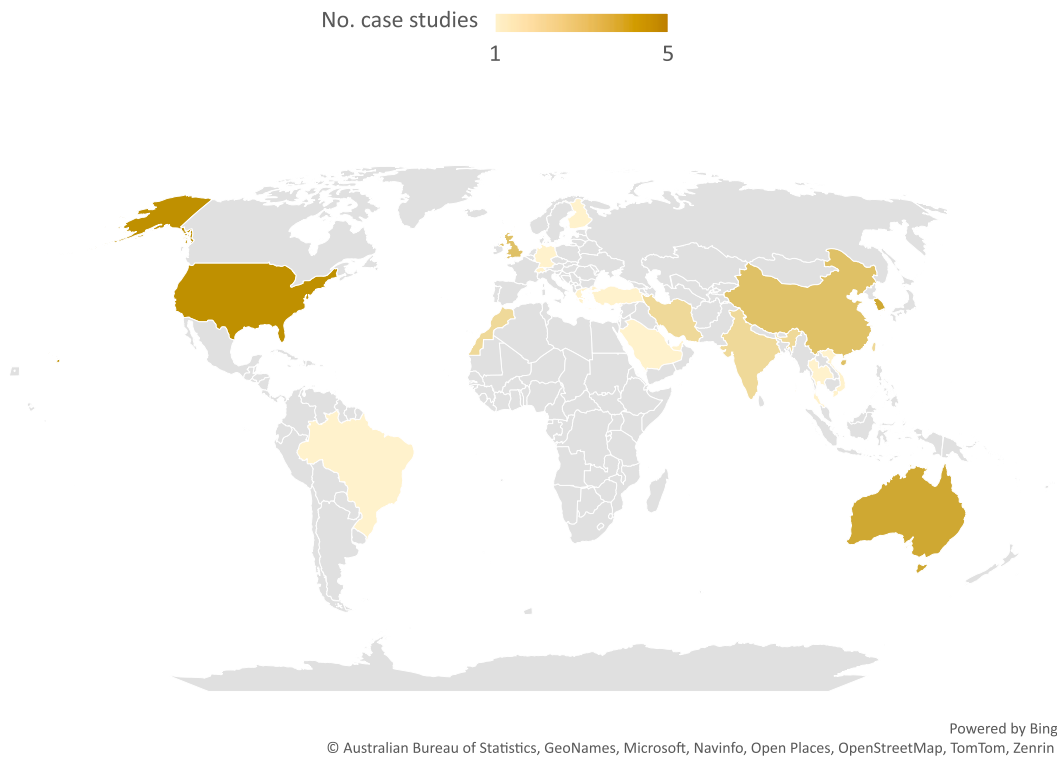 No. case studies
1 5
Powered by Bing
© Australian Bureau of Statistics, GeoNames, Microsoft, Navinfo, Open Places, OpenStreetMap, TomTom, Zenrin